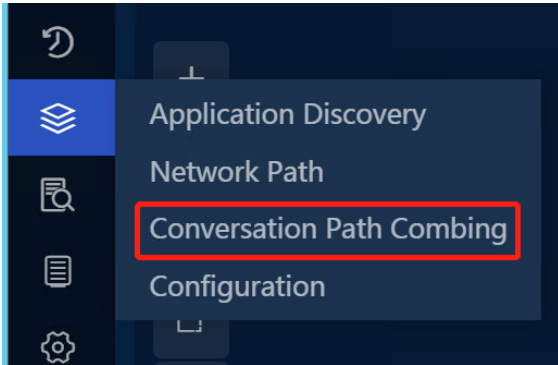 Application Discovery
Network Path
Conversation Path Combing
Configuration